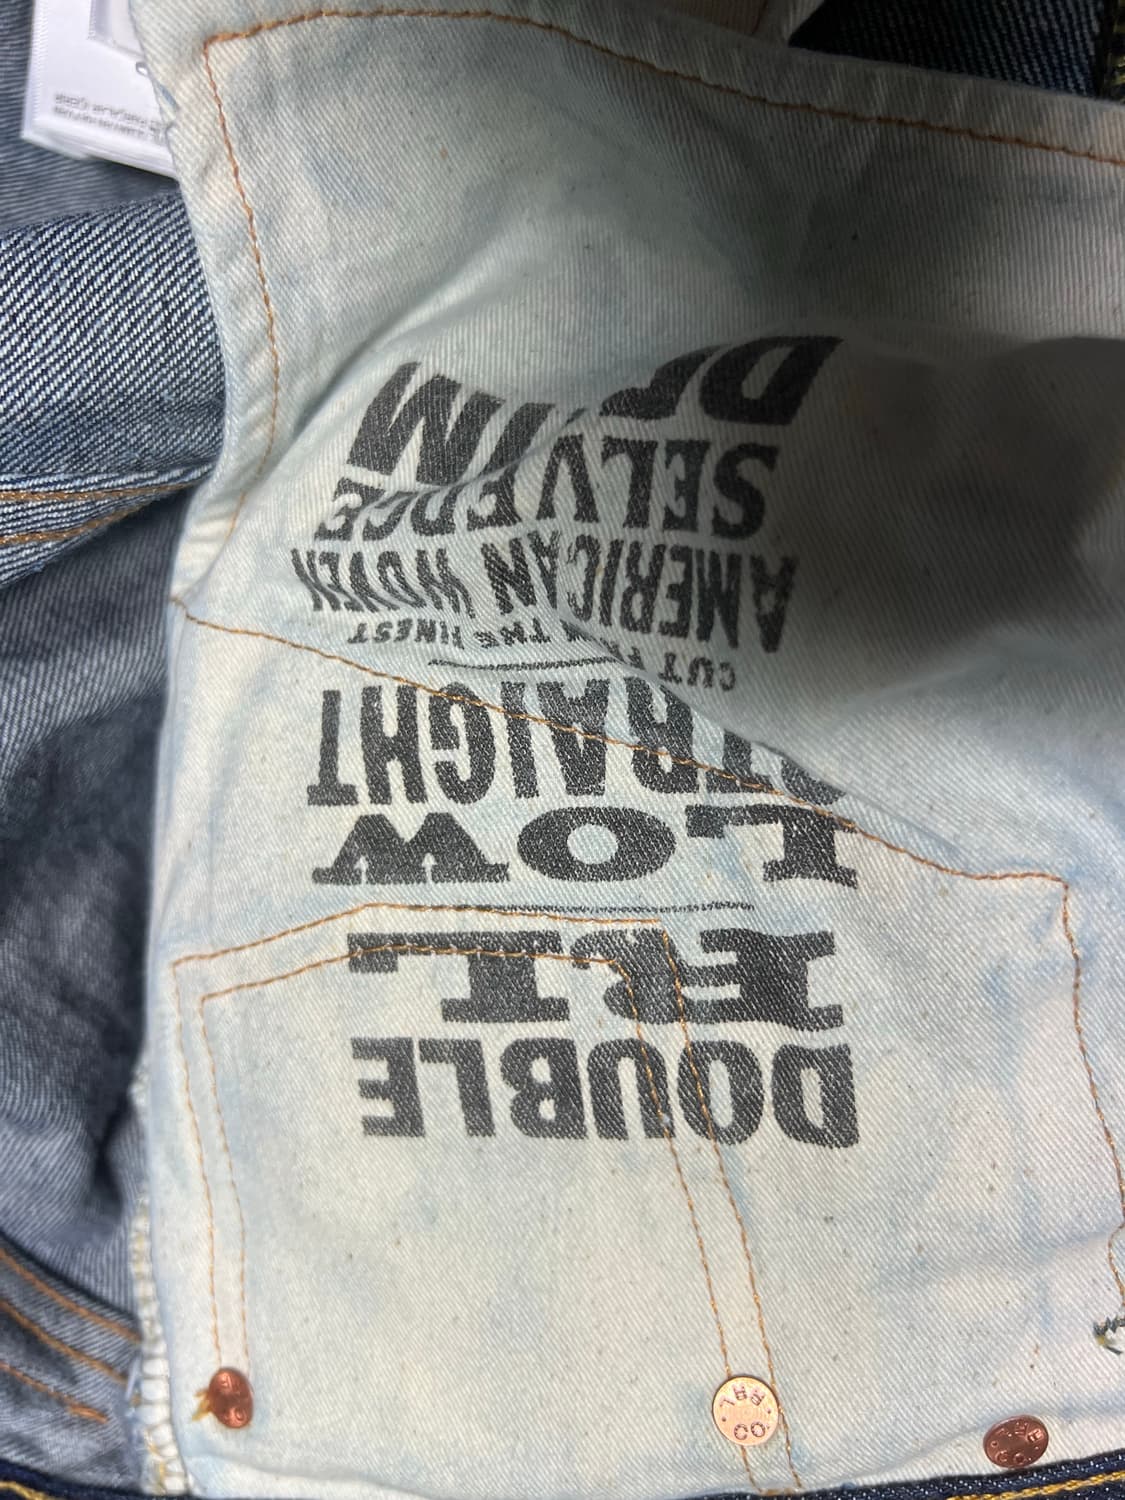 DOUBLE
RL
LOW
STRAIGHT
CUT FROM THE FINEST
AMERICAN WOVEN
SELVEDGE
DENIM
RRL
CO.